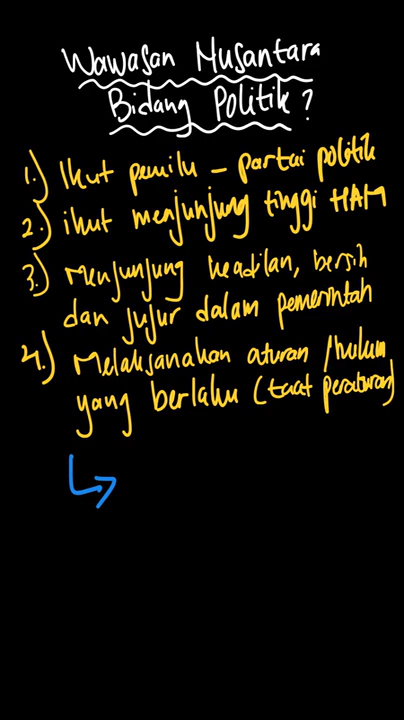 Wawasan Nusantara
Bidang Politik?
1.) Ikut pemilu – partai politik
2.) ikut menjunjung tinggi HAM
3.) Menjunjung keadilan, bersih
dan jujur dalam pemerintah
4.) Melaksanakan aturan /hukum
yang berlaku (taat peraturan)